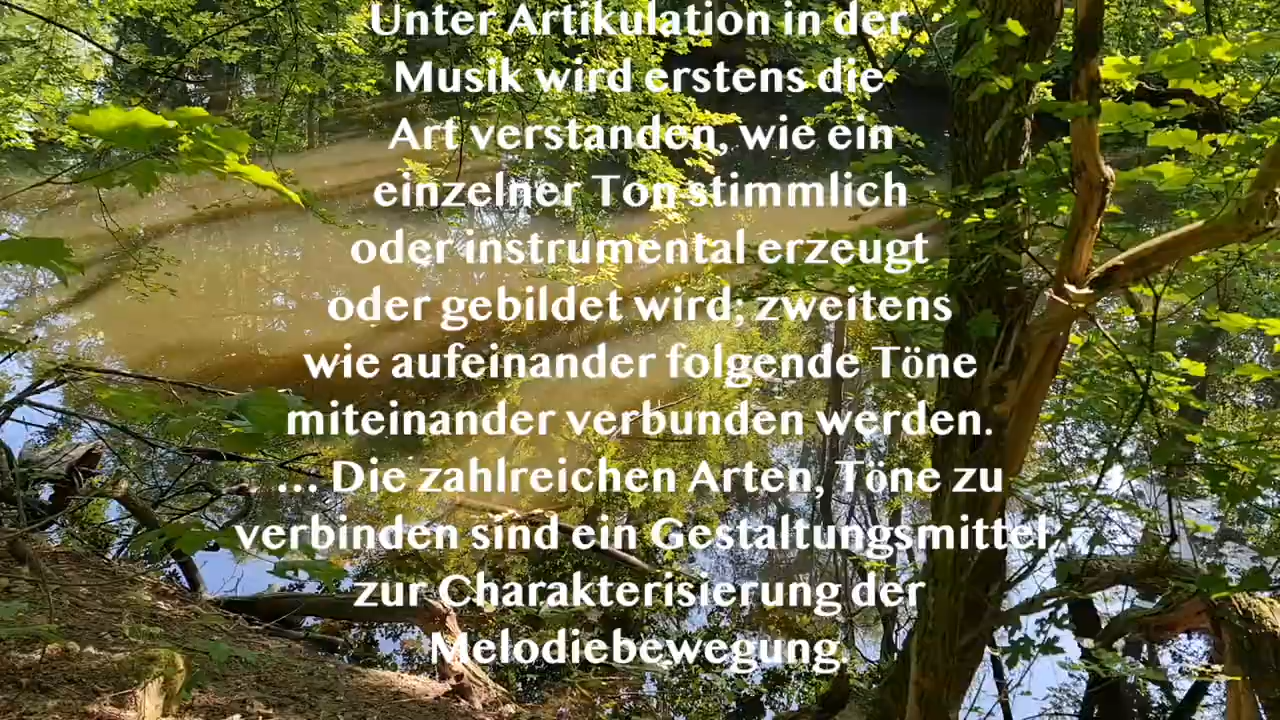 Unter Artikulation in der
Musik wird erstens die
Art verstanden, wie ein
einzelner Ton stimmlich
oder instrumental erzeugt
oder gebildet wird; zweitens
wie aufeinander folgende Töne
miteinander verbunden werden.
... Die zahlreichen Arten, Töne zu
verbinden sind ein Gestaltungsmittel
zur Charakterisierung der
Melodiebewegung.